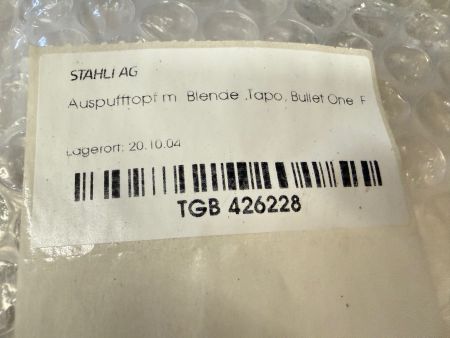 STAHLI AG
Auspufftopf m Blende ,Tapo, Bullet One F
Lagerort: 20.10.04
TGB 426228